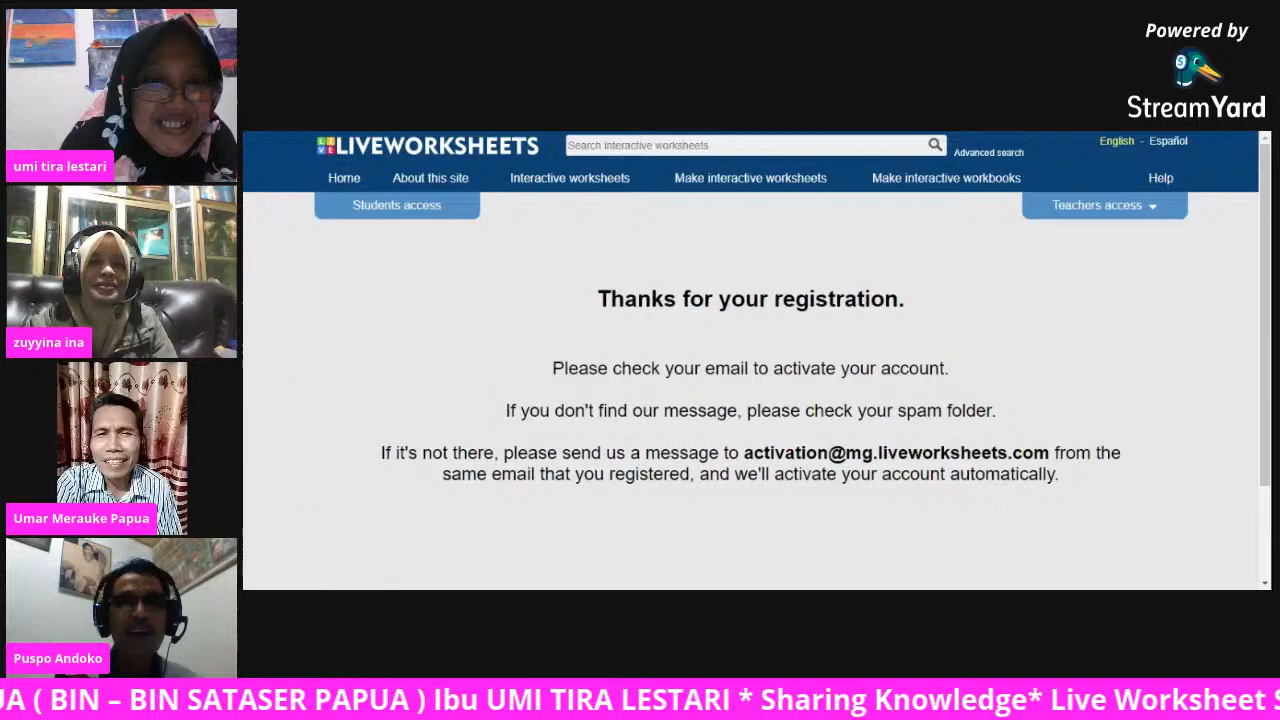 Powered by
StreamYard
umi tira lestari
zuyyina ina
Umar Merauke Papua
Puspo Andoko
LIVE LIVEWORKSHEETS
Search interactive worksheets
Advanced search
English - Español
Home About this site Interactive worksheets Make interactive worksheets Make interactive workbooks Help
Students access
Teachers access
Thanks for your registration.
Please check your email to activate your account.
If you don't find our message, please check your spam folder.
If it's not there, please send us a message to activation@mg.liveworksheets.com from the
same email that you registered, and we'll activate your account automatically.
UA ( BIN – BIN SATASER PAPUA ) Ibu UMI TIRA LESTARI * Sharing Knowledge* Live Worksheet S